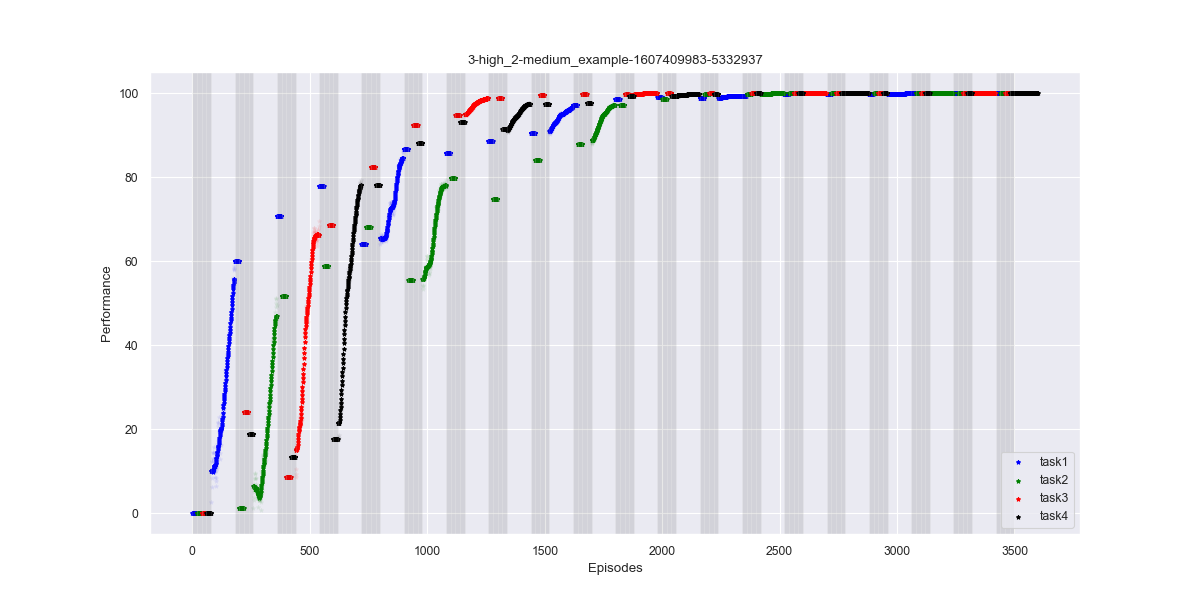 3-high_2-medium_example-1607409983-5332937
Performance
100
80
60
40
20
0
0 500 1000 1500 2000 2500 3000 3500
Episodes
task1
task2
task3
task4